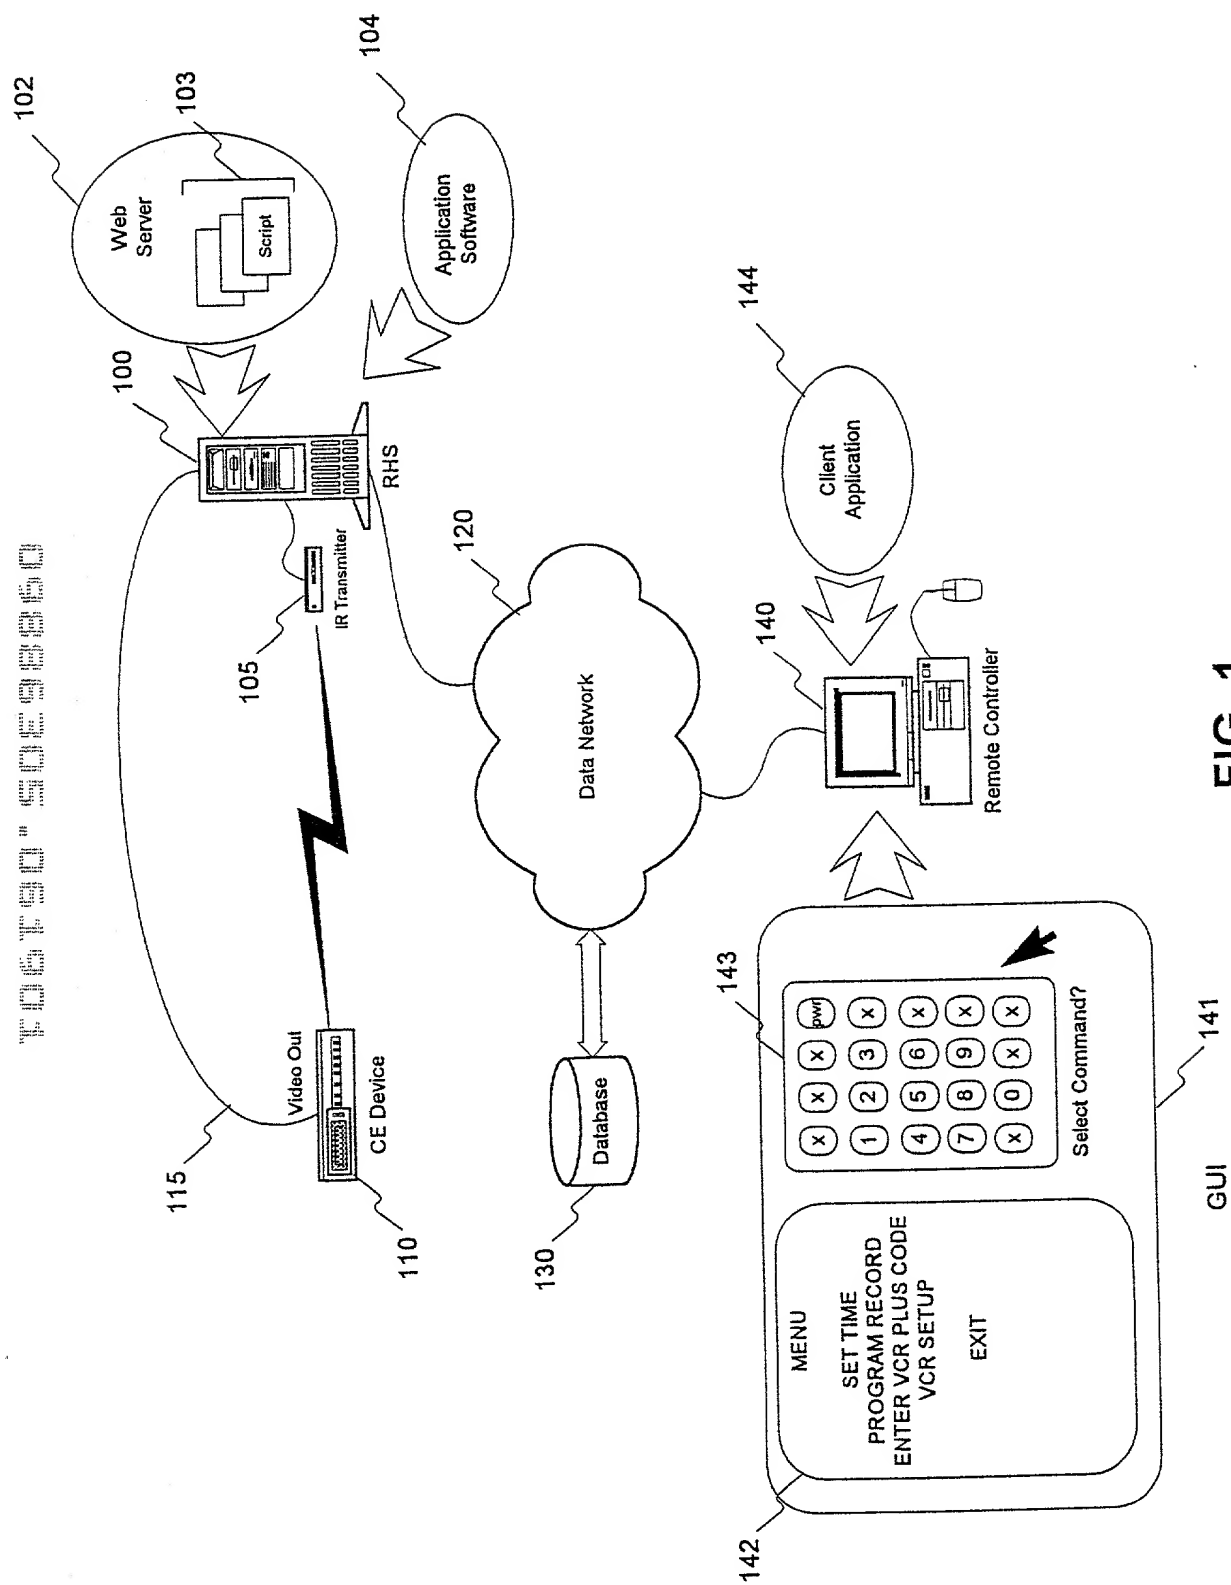 102
Web
Server
103
Script
104
Application
Software
100
RHS
105
IR Transmitter
115
Video Out
CE Device
110
120
Data Network
Database
130
144
Client
Application
140
Remote Controller
143
X X X pwr
1 2 3 X
4 5 6 X
7 8 9 X
X 0 X X
Select Command?
MENU
SET TIME
PROGRAM RECORD
ENTER VCR PLUS CODE
VCR SETUP
EXIT
142
141
GUI
FIG. 1